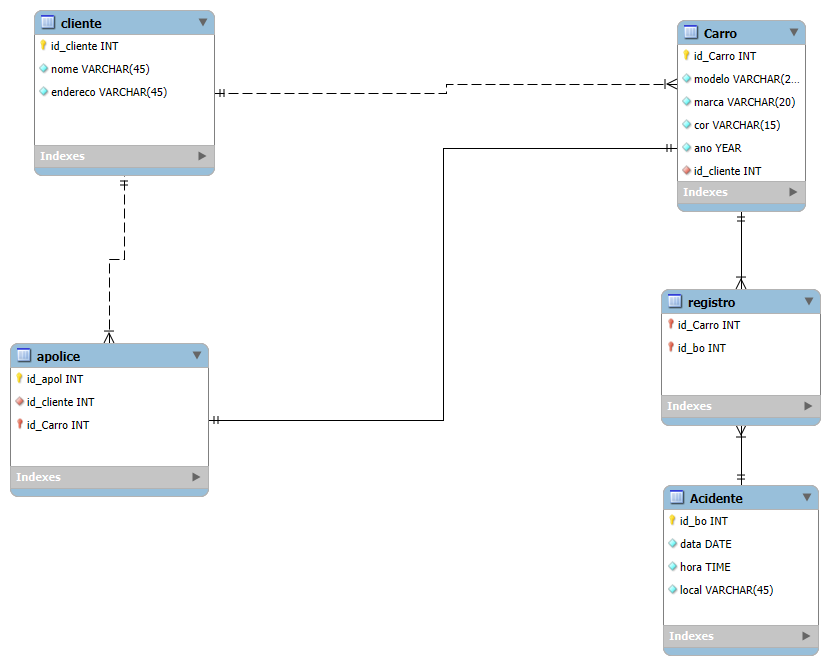 cliente
id_cliente INT
nome VARCHAR(45)
endereco VARCHAR(45)
Indexes
Carro
id_Carro INT
modelo VARCHAR(2...
marca VARCHAR(20)
cor VARCHAR(15)
ano YEAR
id_cliente INT
Indexes
apolice
id_apol INT
id_cliente INT
id_Carro INT
Indexes
registro
id_Carro INT
id_bo INT
Indexes
Acidente
id_bo INT
data DATE
hora TIME
local VARCHAR(45)
Indexes